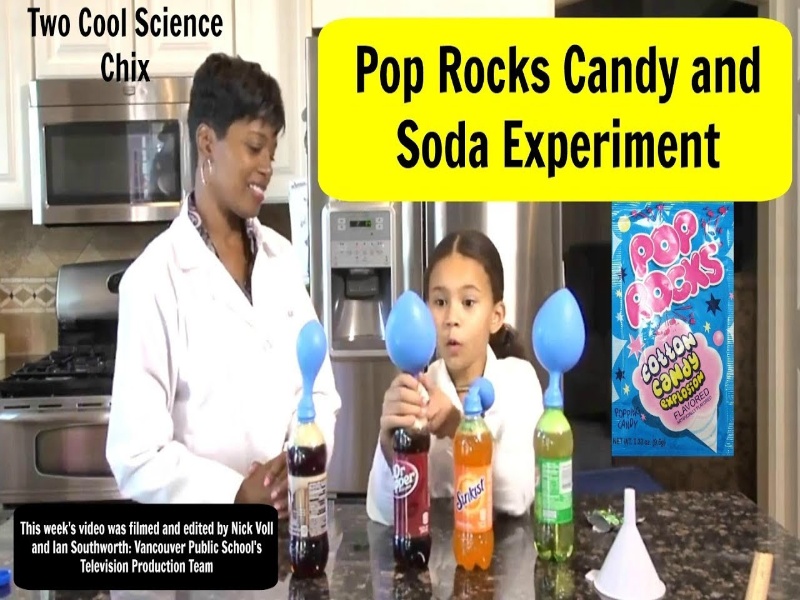 Two Cool Science
Chix
Pop Rocks Candy and
Soda Experiment
POP
ROCKS
COTTON
CANDY
EXPLOSION
FLAVORED
POPPING
CANDY
Dr
Pepper
Sunkist
This week's video was filmed and edited by Nick Voll
and Ian Southworth: Vancouver Public School's
Television Production Team